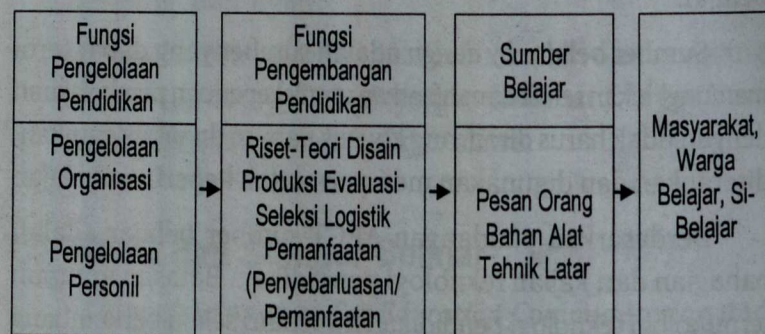 Fungsi
Pengelolaan
Pendidikan
Pengelolaan
Organisasi
Pengelolaan
Personil
Fungsi
Pengembangan
Pendidikan
Riset-Teori Disain
Produksi Evaluasi-
Seleksi Logistik
Pemanfaatan
(Penyebarluasan/
Pemanfaatan
Sumber
Belajar
Pesan Orang
Bahan Alat
Tehnik Latar
Masyarakat,
Warga
Belajar, Si-
Belajar